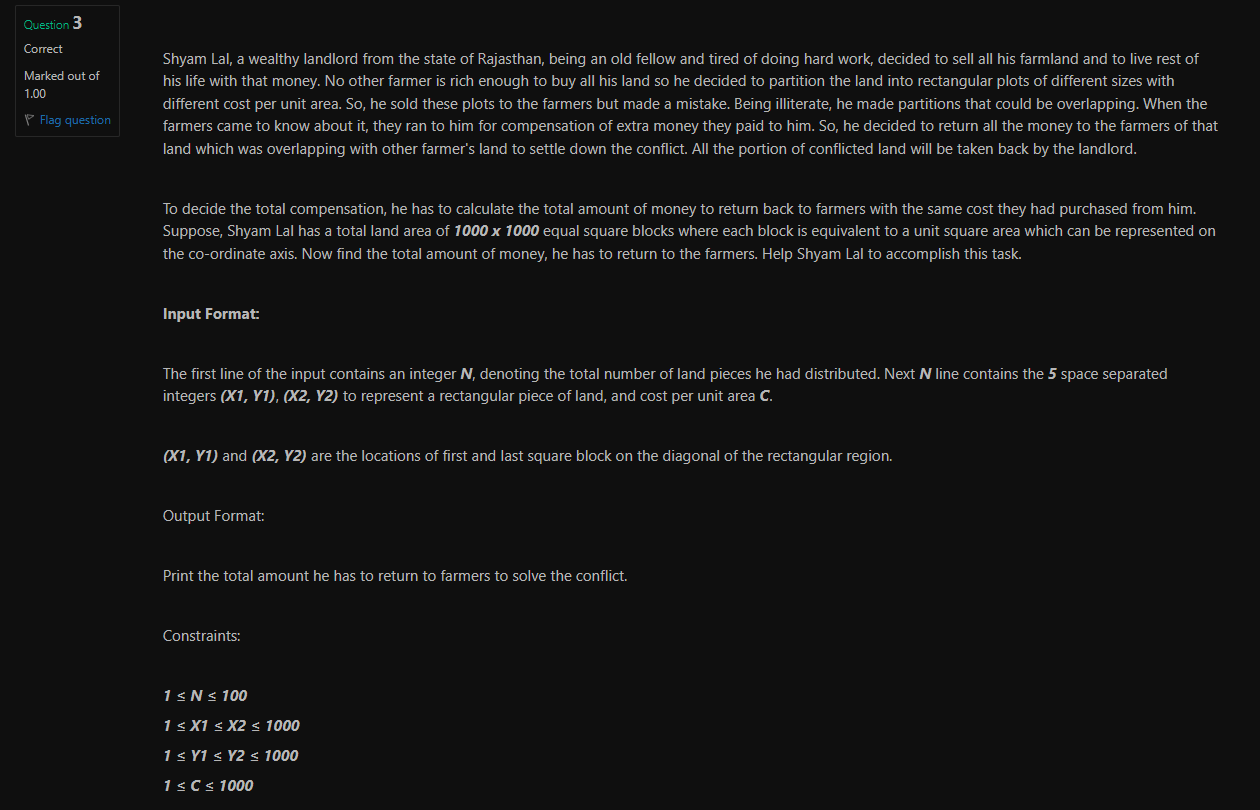 Question 3
Correct
Marked out of
1.00
Flag question
Shyam Lal, a wealthy landlord from the state of Rajasthan, being an old fellow and tired of doing hard work, decided to sell all his farmland and to live rest of
his life with that money. No other farmer is rich enough to buy all his land so he decided to partition the land into rectangular plots of different sizes with
different cost per unit area. So, he sold these plots to the farmers but made a mistake. Being illiterate, he made partitions that could be overlapping. When the
farmers came to know about it, they ran to him for compensation of extra money they paid to him. So, he decided to return all the money to the farmers of that
land which was overlapping with other farmer's land to settle down the conflict. All the portion of conflicted land will be taken back by the landlord.
To decide the total compensation, he has to calculate the total amount of money to return back to farmers with the same cost they had purchased from him.
Suppose, Shyam Lal has a total land area of 1000 x 1000 equal square blocks where each block is equivalent to a unit square area which can be represented on
the co-ordinate axis. Now find the total amount of money, he has to return to the farmers. Help Shyam Lal to accomplish this task.
Input Format:
The first line of the input contains an integer N, denoting the total number of land pieces he had distributed. Next N line contains the 5 space separated
integers (X1, Y1), (X2, Y2) to represent a rectangular piece of land, and cost per unit area C.
(X1, Y1) and (X2, Y2) are the locations of first and last square block on the diagonal of the rectangular region.
Output Format:
Print the total amount he has to return to farmers to solve the conflict.
Constraints:
1 ≤ N ≤ 100
1 ≤ X1 ≤ X2 ≤ 1000
1 ≤ Y1 ≤ Y2 ≤ 1000
1 ≤ C ≤ 1000